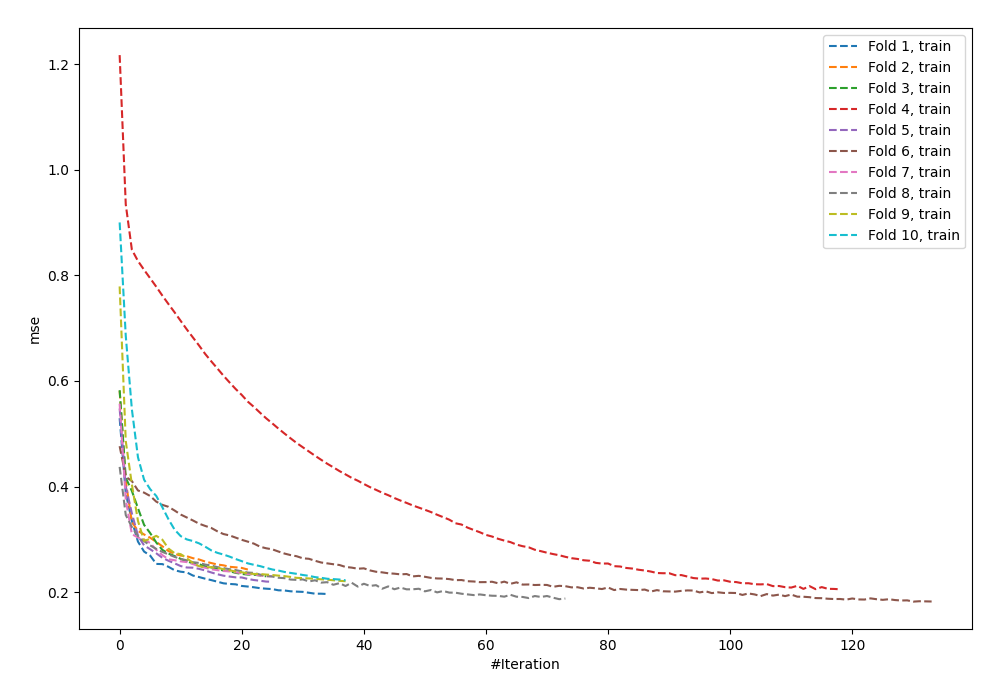 mse
1.2
1.0
0.8
0.6
0.4
0.2
0
20
40
60
80
100
120
#Iteration
Fold 1, train
Fold 2, train
Fold 3, train
Fold 4, train
Fold 5, train
Fold 6, train
Fold 7, train
Fold 8, train
Fold 9, train
Fold 10, train